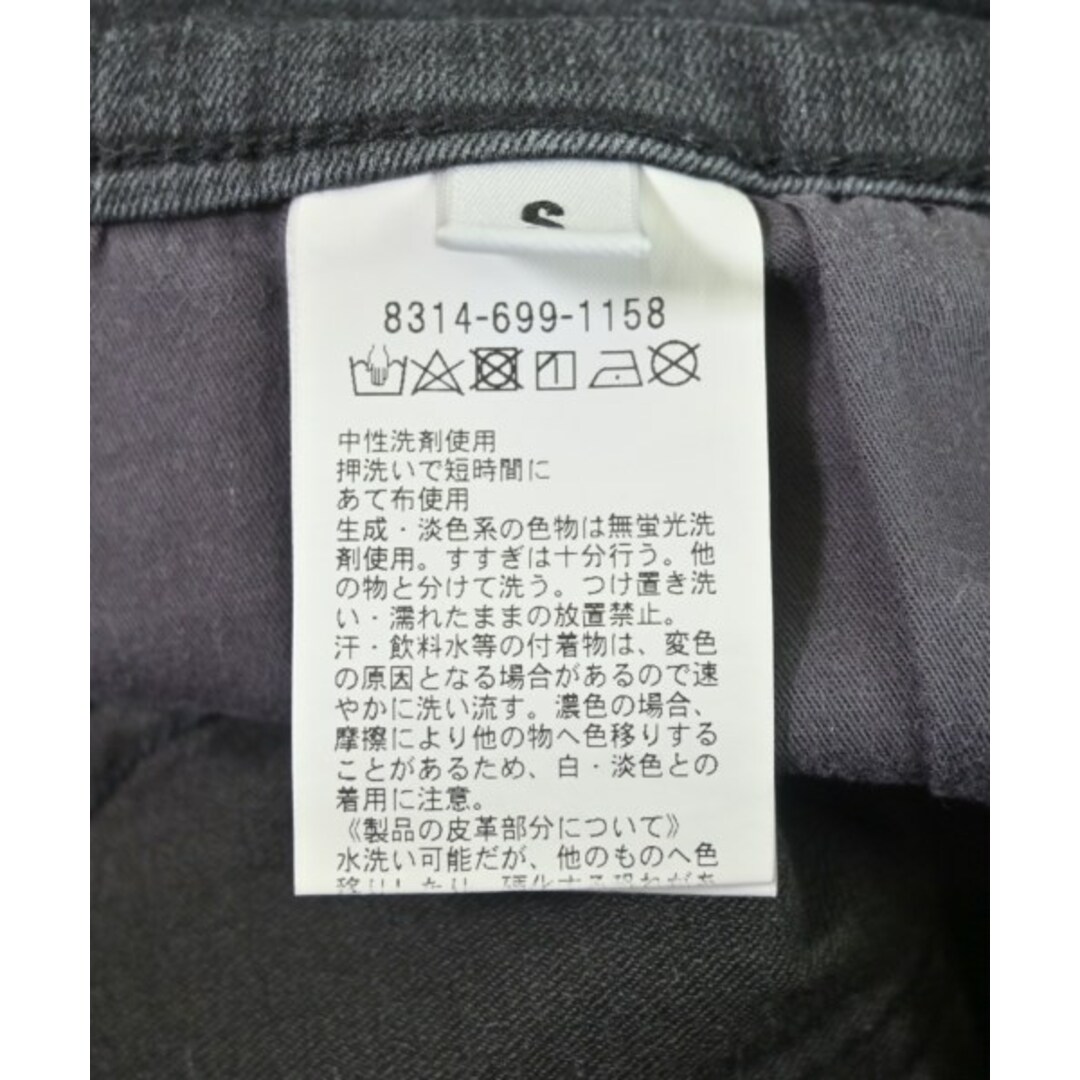 S
8314-699-1158
中性洗剤使用
押洗いで短時間に
あて布使用
生成・淡色系の色物は無蛍光洗
剤使用。すすぎは十分行う。他
の物と分けて洗う。つけ置き洗
い・濡れたままの放置禁止。
汗・飲料水等の付着物は、変色
の原因となる場合があるので速
やかに洗い流す。濃色の場合、
摩擦により他の物へ色移りする
ことがあるため、白・淡色との
着用に注意。
《製品の皮革部分について》
水洗い可能だが、他のものへ色